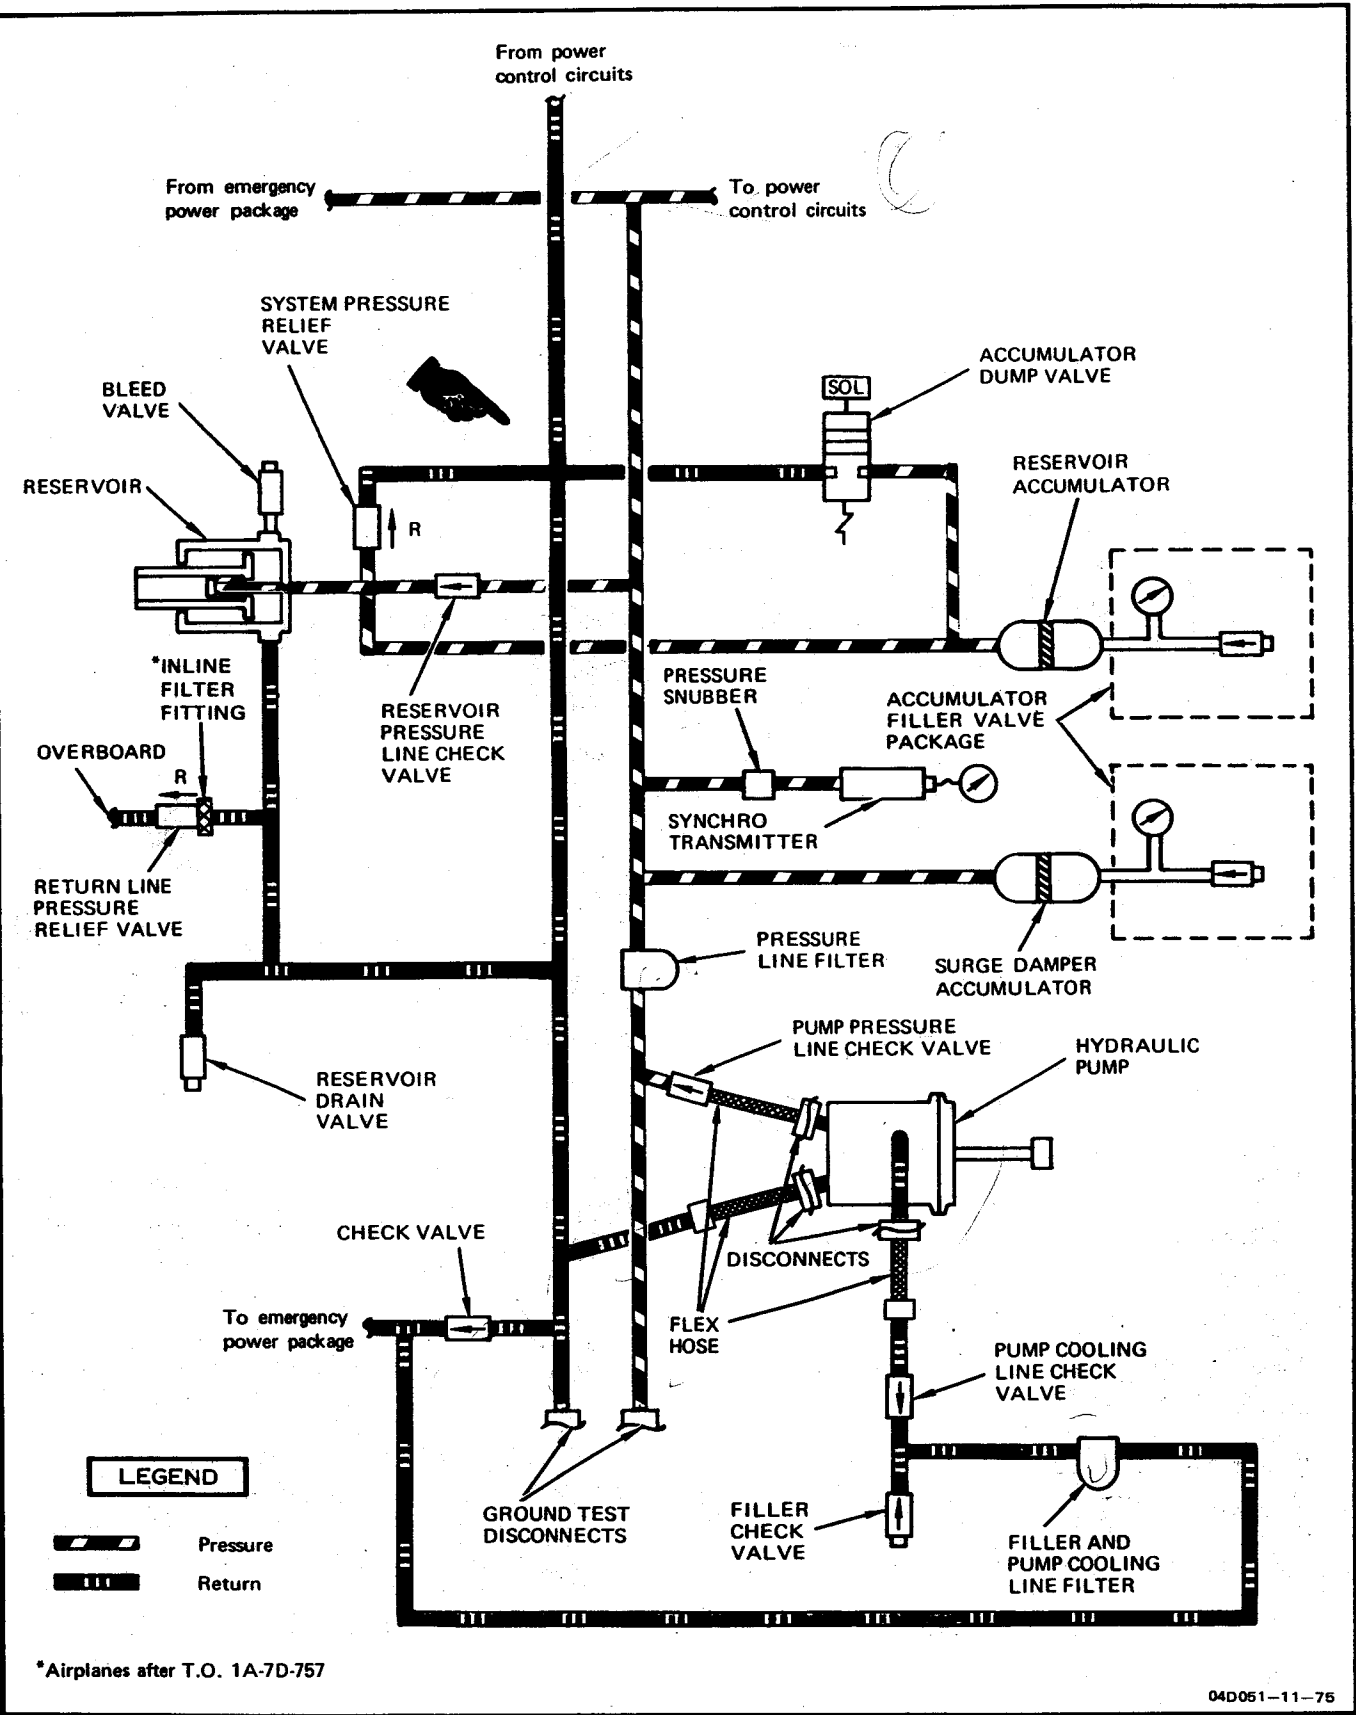 From power
control circuits
From emergency
power package
To power
control circuits
SYSTEM PRESSURE
RELIEF
VALVE
ACCUMULATOR
DUMP VALVE
SOL
BLEED
VALVE
RESERVOIR
ACCUMULATOR
RESERVOIR
R
*INLINE
FILTER
FITTING
PRESSURE
SNUBBER
ACCUMULATOR
FILLER VALVE
PACKAGE
RESERVOIR
PRESSURE
LINE CHECK
VALVE
OVERBOARD
R
SYNCHRO
TRANSMITTER
RETURN LINE
PRESSURE
RELIEF VALVE
PRESSURE
LINE FILTER
SURGE DAMPER
ACCUMULATOR
PUMP PRESSURE
LINE CHECK VALVE
HYDRAULIC
PUMP
RESERVOIR
DRAIN
VALVE
CHECK VALVE
DISCONNECTS
To emergency
power package
FLEX
HOSE
PUMP COOLING
LINE CHECK
VALVE
LEGEND
Pressure
Return
GROUND TEST
DISCONNECTS
FILLER
CHECK
VALVE
FILLER AND
PUMP COOLING
LINE FILTER
*Airplanes after T.O. 1A-7D-757
04D051-11-75